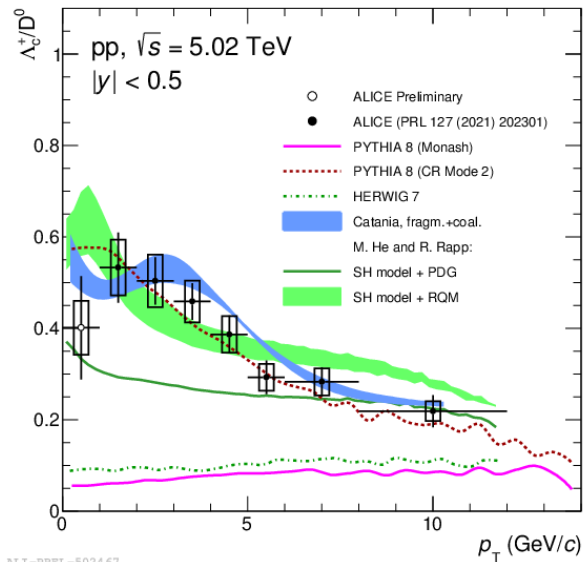 Λc+/D0
pp, √s = 5.02 TeV
|y| < 0.5
ALICE Preliminary
ALICE (PRL 127 (2021) 202301)
PYTHIA 8 (Monash)
PYTHIA 8 (CR Mode 2)
HERWIG 7
Catania, fragm.+coal.
M. He and R. Rapp:
SH model + PDG
SH model + RQM
1
0.8
0.6
0.4
0.2
0
0 5 10
pT (GeV/c)